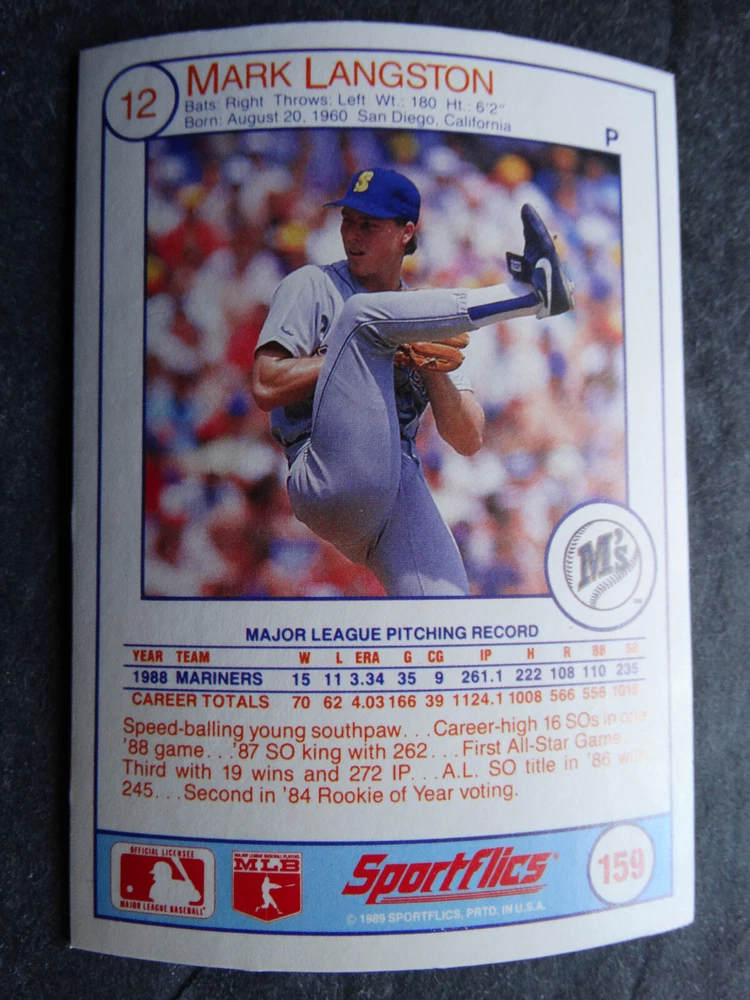 12
MARK LANGSTON
Bats: Right Throws: Left Wt.: 180 Ht.: 6'2"
Born: August 20, 1960 San Diego, California
P
S
M's
MAJOR LEAGUE PITCHING RECORD
YEAR TEAM W L ERA G CG IP H R BB SO
1988 MARINERS 15 11 3.34 35 9 261.1 222 108 110 235
CAREER TOTALS 70 62 4.03 166 39 1124.1 1008 566 556 1018
Speed-balling young southpaw. . .Career-high 16 SOs in one
'88 game. . .'87 SO king with 262. . .First All-Star Game. . .
Third with 19 wins and 272 IP. . .A.L. SO title in '86 with
245. . .Second in '84 Rookie of Year voting.
OFFICIAL LICENSEE
MAJOR LEAGUE BASEBALL
MAJOR LEAGUE BASEBALL PLAYERS
MLB
Sportflics
159
© 1989 SPORTFLICS, PRTD. IN U.S.A.